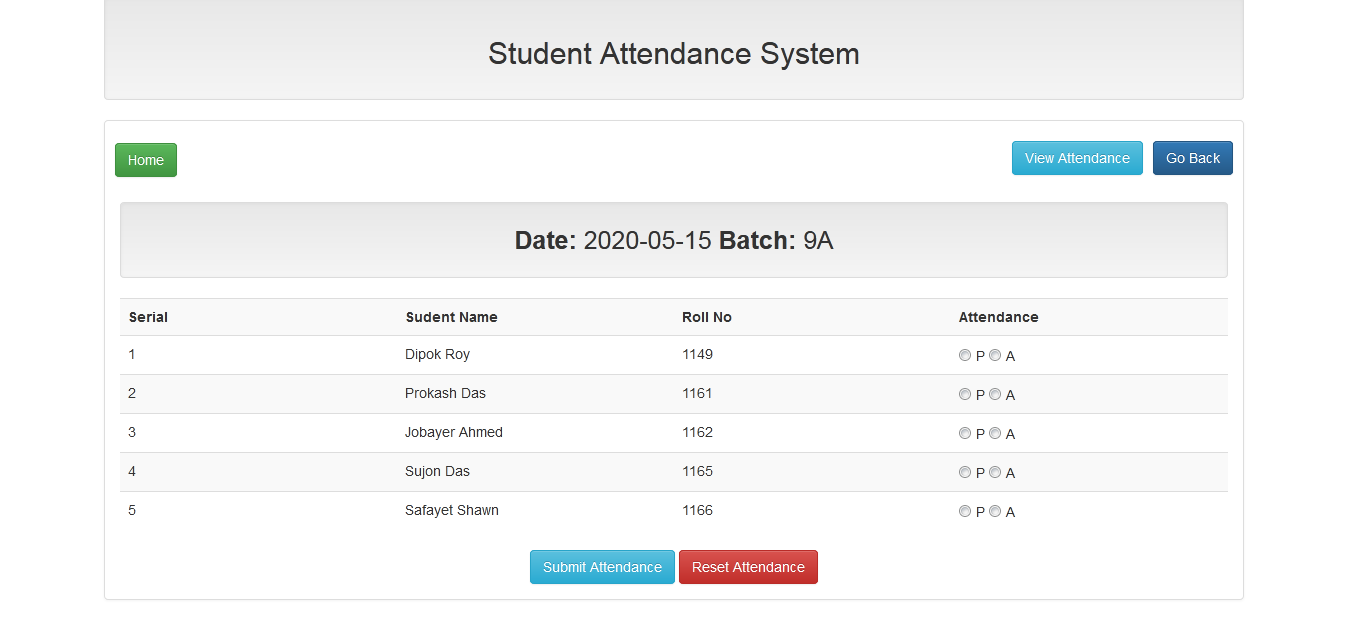 Student Attendance System
Home View Attendance Go Back
Date: 2020-05-15 Batch: 9A
Serial Sudent Name Roll No Attendance
1 Dipok Roy 1149 P A
2 Prokash Das 1161 P A
3 Jobayer Ahmed 1162 P A
4 Sujon Das 1165 P A
5 Safayet Shawn 1166 P A
Submit Attendance Reset Attendance